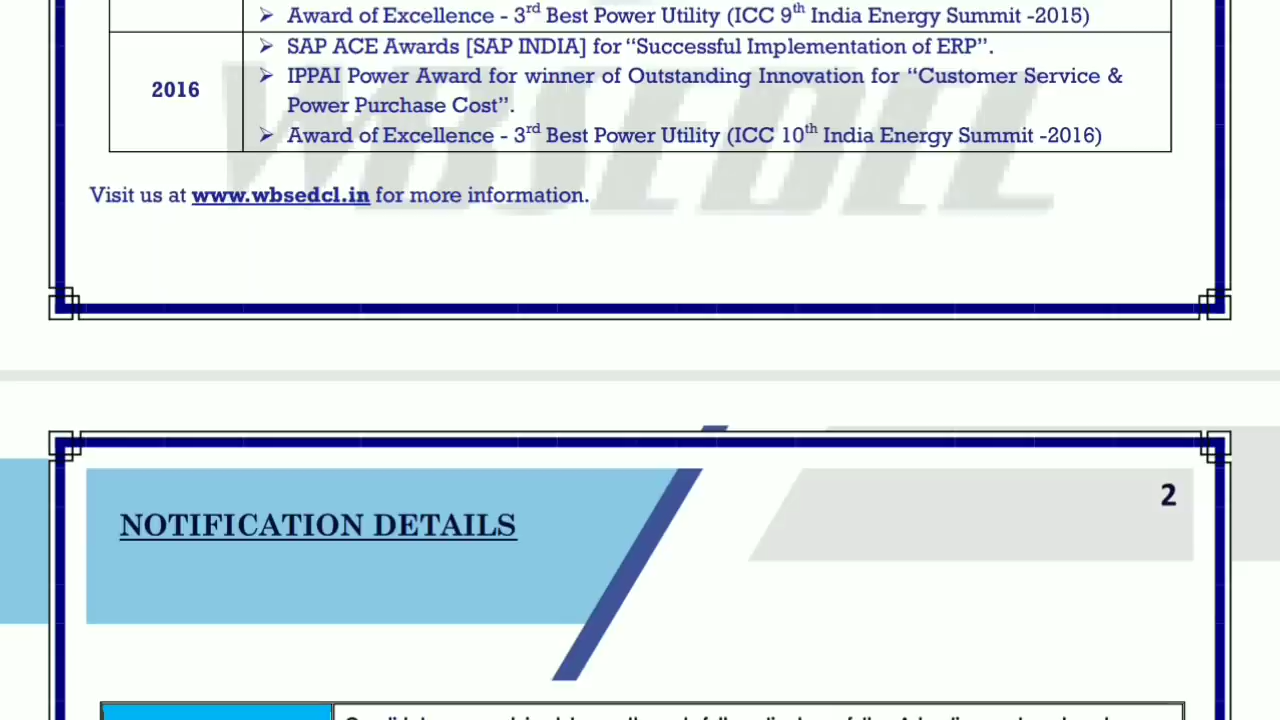 ➢ Award of Excellence - 3rd Best Power Utility (ICC 9th India Energy Summit -2015)
2016
➢ SAP ACE Awards [SAP INDIA] for “Successful Implementation of ERP”.
➢ IPPAI Power Award for winner of Outstanding Innovation for “Customer Service &
Power Purchase Cost”.
➢ Award of Excellence - 3rd Best Power Utility (ICC 10th India Energy Summit -2016)
WBSEDCL
Visit us at www.wbsedcl.in for more information.
2
NOTIFICATION DETAILS